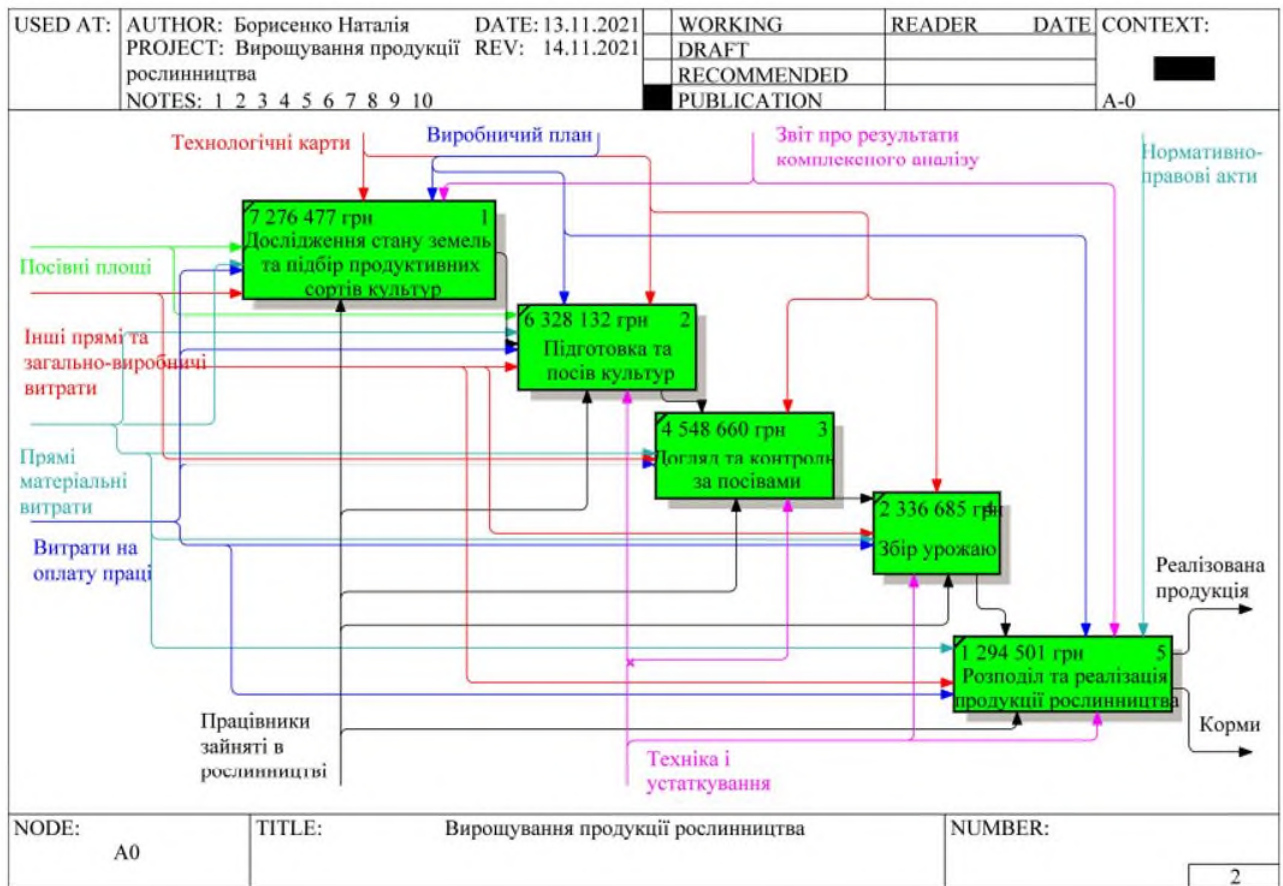 USED AT:
AUTHOR: Борисенко Наталія
DATE: 13.11.2021
PROJECT: Вирощування продукції
REV: 14.11.2021
рослинництва
NOTES: 1 2 3 4 5 6 7 8 9 10
WORKING
DRAFT
RECOMMENDED
PUBLICATION
READER
DATE
CONTEXT:
A-0
Технологічні карти
Виробничий план
Звіт про результати
комплексного аналізу
Нормативно-
правові акти
7 276 477 грн 1
Дослідження стану земель
та підбір продуктивних
сортів культур
Посівні площі
6 328 132 грн 2
Підготовка та
посів культур
Інші прямі та
загально-виробничі
витрати
4 548 660 грн 3
Догляд та контроль
за посівами
Прямі
матеріальні
витрати
2 336 685 грн 4
Збір урожаю
Витрати на
оплату праці
Реалізована
продукція
1 294 501 грн 5
Розподіл та реалізація
продукції рослинництва
Корми
Працівники
зайняті в
рослинництві
Техніка і
устаткування
NODE:
A0
TITLE:
Вирощування продукції рослинництва
NUMBER:
2